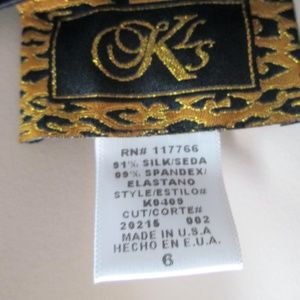 KLS
RN# 117766
91% SILK/SEDA
09% SPANDEX/
ELASTANO
STYLE/ESTILO#
K0409
CUT/CORTE#
20215 002
MADE IN U.S.A
HECHO EN E.U.A.
6